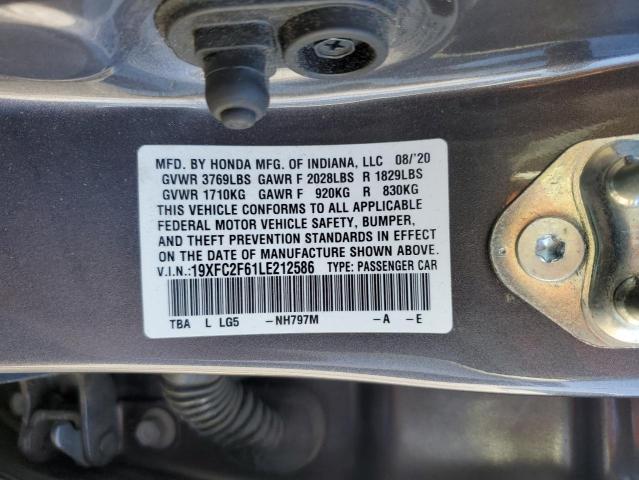 MFD. BY HONDA MFG. OF INDIANA, LLC 08/'20
GVWR 3769LBS GAWR F 2028LBS R 1829LBS
GVWR 1710KG GAWR F 920KG R 830KG
THIS VEHICLE CONFORMS TO ALL APPLICABLE
FEDERAL MOTOR VEHICLE SAFETY, BUMPER,
AND THEFT PREVENTION STANDARDS IN EFFECT
ON THE DATE OF MANUFACTURE SHOWN ABOVE.
V.I.N.:19XFC2F61LE212586 TYPE: PASSENGER CAR
TBA L LG5 -NH797M -A -E